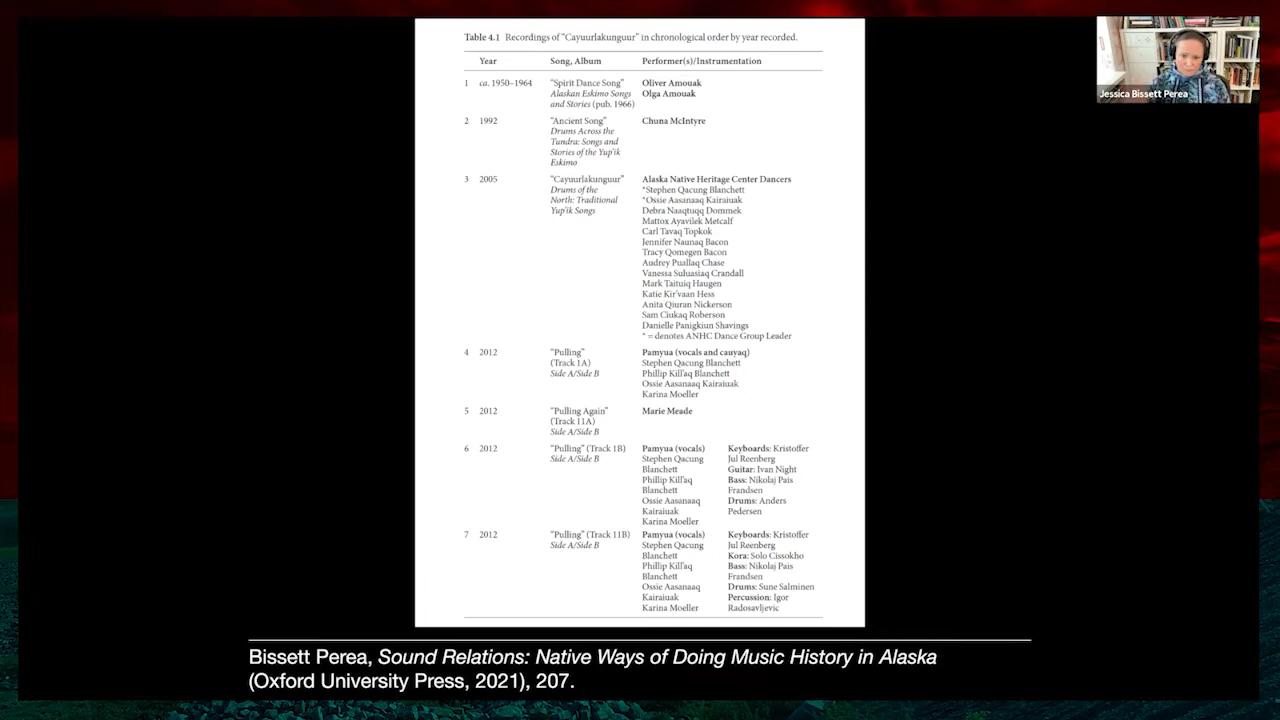 Table 4.1 Recordings of “Cayuurlakunguur” in chronological order by year recorded.
Year Song, Album Performer(s)/Instrumentation
1 ca. 1950–1964 “Spirit Dance Song” Oliver Amouak
Alaskan Eskimo Songs Olga Amouak
and Stories (pub. 1966)
2 1992 “Ancient Song” Chuna McIntyre
Drums Across the
Tundra: Songs and
Stories of the Yup’ik
Eskimo
3 2005 “Cayuurlakunguur” Alaska Native Heritage Center Dancers
Drums of the *Stephen Qacung Blanchett
North: Traditional *Ossie Aasanaaq Kairaiuak
Yup’ik Songs Debra Naaqtuqq Dommek
Mattox Ayavilek Metcalf
Carl Tavaq Topkok
Jennifer Naunaq Bacon
Tracy Qomegen Bacon
Audrey Puallaq Chase
Vanessa Suluasiaq Crandall
Mark Taituiq Haugen
Katie Kir’vaan Hess
Anita Qiuran Nickerson
Sam Ciukaq Roberson
Danielle Panigkiun Shavings
* = denotes ANHC Dance Group Leader
4 2012 “Pulling” Pamyua (vocals and cauyaq)
(Track 1A) Stephen Qacung Blanchett
Side A/Side B Phillip Kill’aq Blanchett
Ossie Aasanaaq Kairaiuak
Karina Moeller
5 2012 “Pulling Again” Marie Meade
(Track 11A)
Side A/Side B
6 2012 “Pulling” (Track 1B) Pamyua (vocals) Keyboards: Kristoffer
Side A/Side B Stephen Qacung Jul Reenberg
Blanchett Guitar: Ivan Night
Phillip Kill’aq Bass: Nikolaj Pais
Blanchett Frandsen
Ossie Aasanaaq Drums: Anders
Kairaiuak Pedersen
Karina Moeller
7 2012 “Pulling” (Track 11B) Pamyua (vocals) Keyboards: Kristoffer
Side A/Side B Stephen Qacung Jul Reenberg
Blanchett Kora: Solo Cissokho
Phillip Kill’aq Bass: Nikolaj Pais
Blanchett Frandsen
Ossie Aasanaaq Drums: Sune Salminen
Kairaiuak Percussion: Igor
Karina Moeller Radosavljevic
Jessica Bissett Perea
Bissett Perea, Sound Relations: Native Ways of Doing Music History in Alaska
(Oxford University Press, 2021), 207.